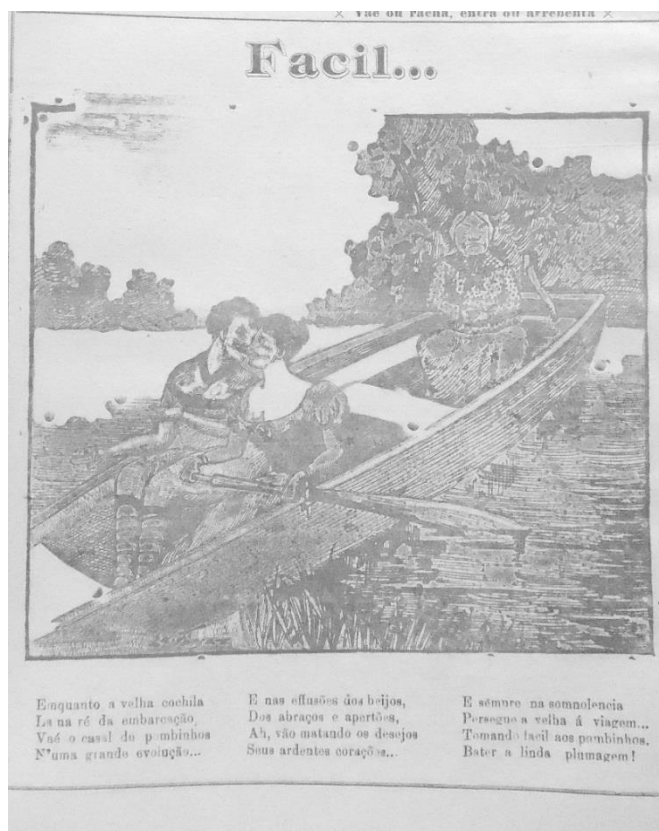 × Vae ou racha, entra ou arrebenta ×
Facil...
Emquanto a velha cochila
La na ré da embarcação,
Vaé o casal de pombinhos
N'uma grande evolução...
E nas effusões dos beijos,
Dos abraços e apertões,
Ah, vão matando os desejos
Seus ardentes corações...
E sempre na somnolencia
Persegue a velha á viagem...
Tomando facil aos pombinhos,
Bater a linda plumagem!